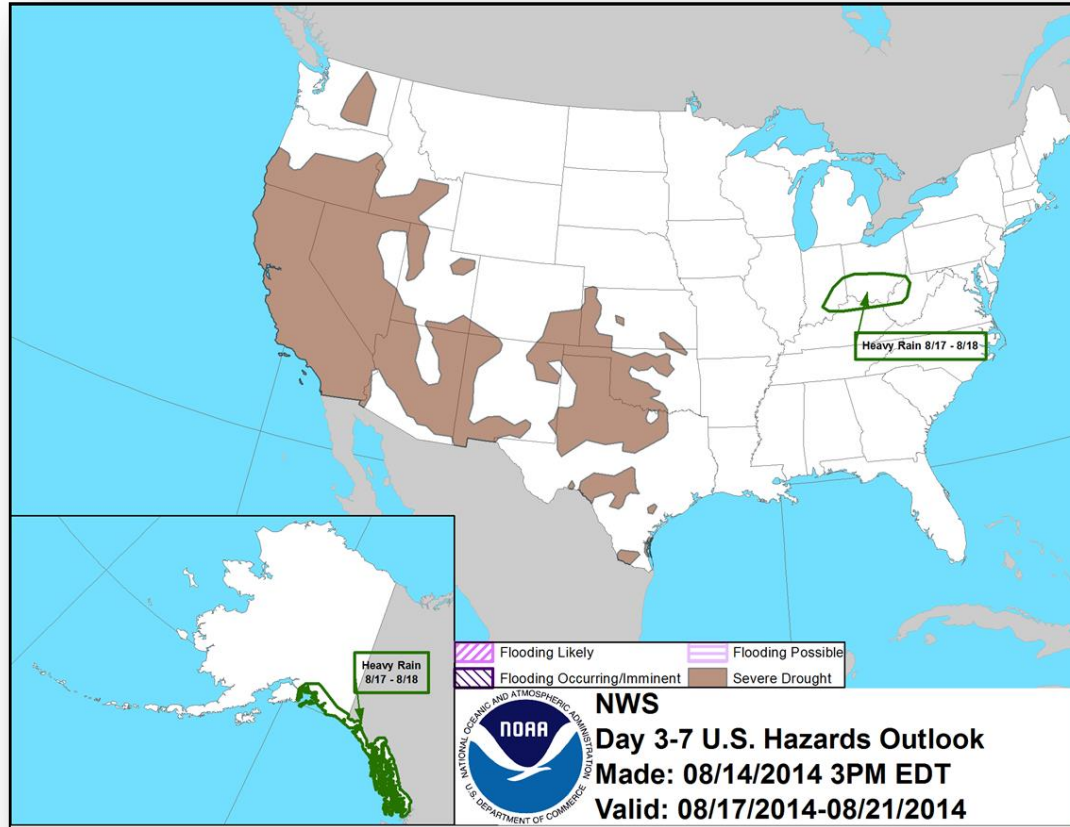 Heavy Rain 8/17 - 8/18
Heavy Rain
8/17 - 8/18
Flooding Likely
Flooding Possible
Flooding Occurring/Imminent
Severe Drought
NATIONAL OCEANIC AND ATMOSPHERIC ADMINISTRATION
NOAA
U.S. DEPARTMENT OF COMMERCE
NWS
Day 3-7 U.S. Hazards Outlook
Made: 08/14/2014 3PM EDT
Valid: 08/17/2014-08/21/2014